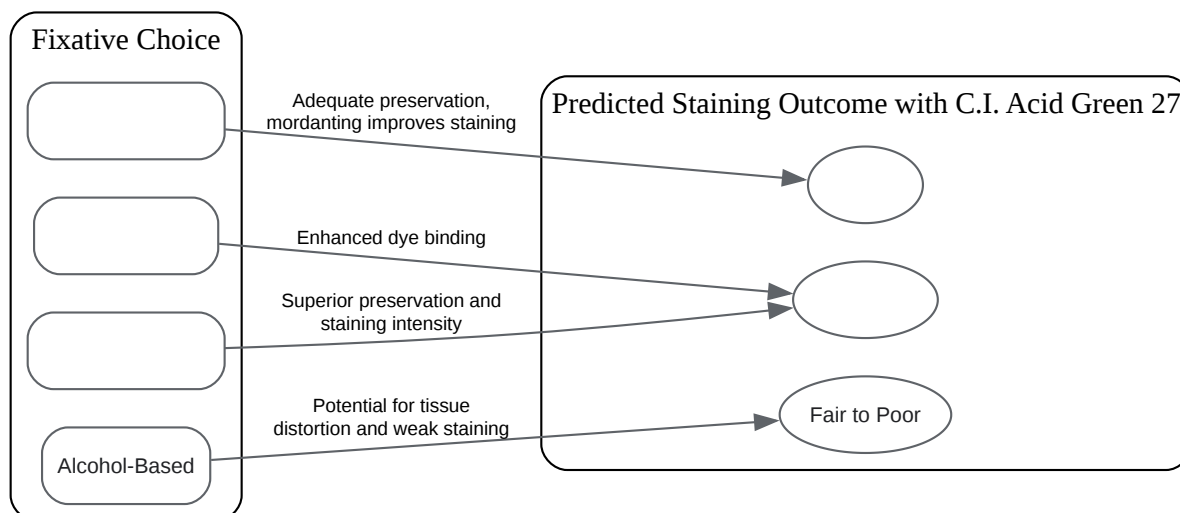 Fixative Choice
Predicted Staining Outcome with C.I. Acid Green 27
Adequate preservation,
mordanting improves staining
Enhanced dye binding
Superior preservation and
staining intensity
Potential for tissue
distortion and weak staining
Alcohol-Based
Fair to Poor